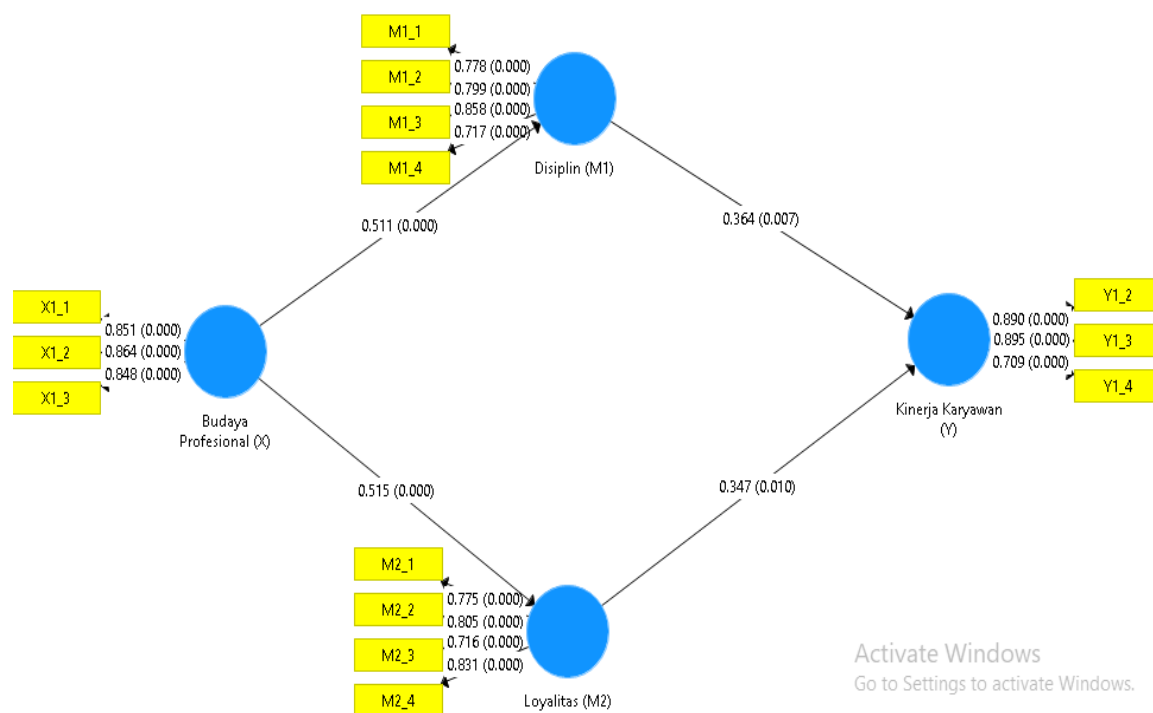 M1_1
M1_2
M1_3
M1_4
0.778 (0.000)
0.799 (0.000)
0.858 (0.000)
0.717 (0.000)
Disiplin (M1)
0.511 (0.000)
0.364 (0.007)
X1_1
X1_2
X1_3
0.851 (0.000)
0.864 (0.000)
0.848 (0.000)
Budaya
Profesional (X)
0.890 (0.000)
0.895 (0.000)
0.709 (0.000)
Y1_2
Y1_3
Y1_4
Kinerja Karyawan
(Y)
0.515 (0.000)
0.347 (0.010)
M2_1
M2_2
M2_3
M2_4
0.775 (0.000)
0.805 (0.000)
0.716 (0.000)
0.831 (0.000)
Loyalitas (M2)
Activate Windows
Go to Settings to activate Windows.